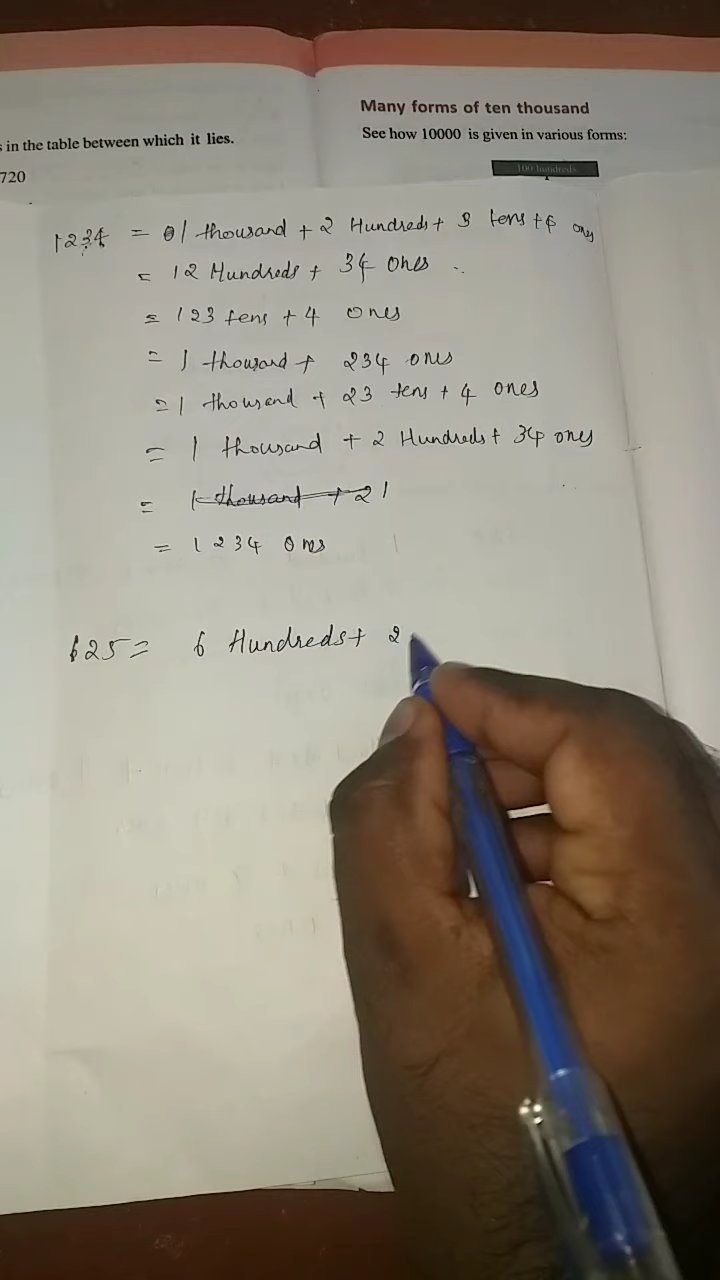 s in the table between which it lies.
720
Many forms of ten thousand
See how 10000 is given in various forms:
100 hundreds
1234 = 01 thousand + 2 Hundreds + 3 tens + 4 ones
= 12 Hundreds + 34 Ones
= 123 tens + 4 ones
= 1 thousand + 234 ones
= 1 thousand + 23 tens + 4 ones
= 1 thousand + 2 Hundreds + 34 ones
= 1 thousand + 21
= 1234 Ones
625 = 6 Hundreds + 2